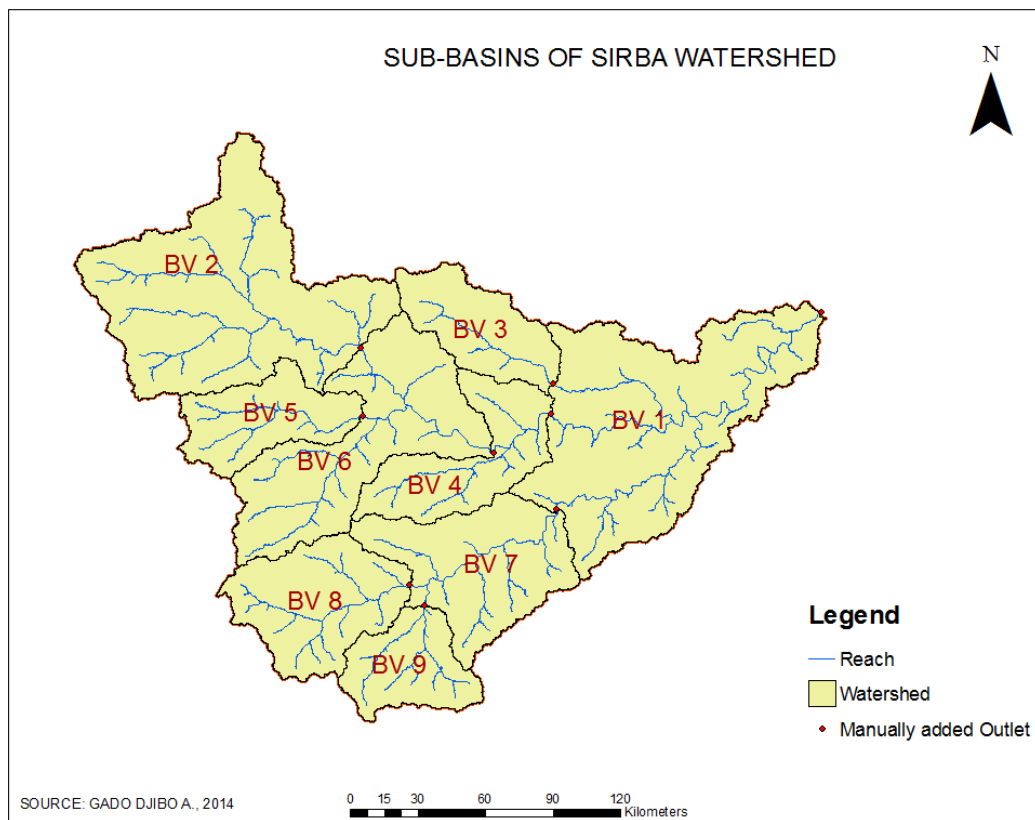 SUB-BASINS OF SIRBA WATERSHED
N
BV 2
BV 3
BV 5
BV 1
BV 6
BV 4
BV 7
BV 8
BV 9
Legend
Reach
Watershed
Manually added Outlet
SOURCE: GADO DJIBO A., 2014
0 15 30 60 90 120
Kilometers